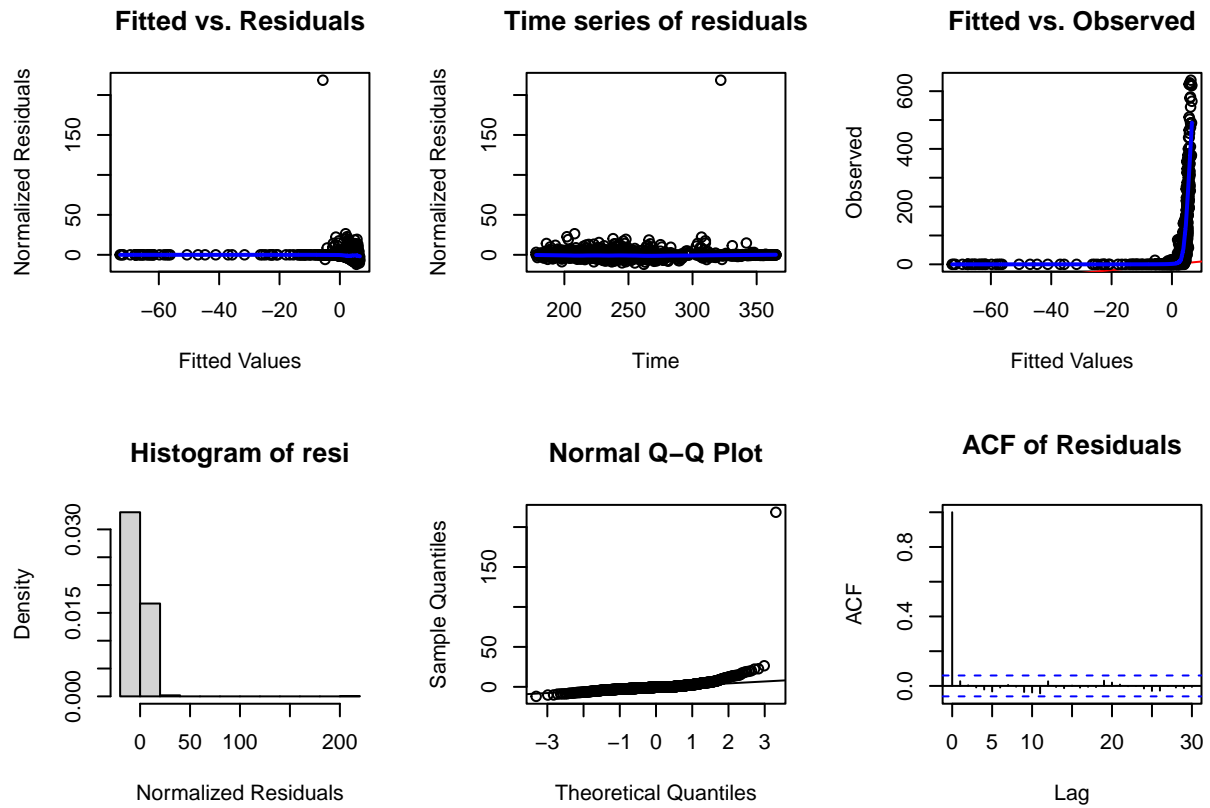 Fitted vs. Residuals
Normalized Residuals
0 50 150
−60 −40 −20 0
Fitted Values
Time series of residuals
Normalized Residuals
0 50 150
200 250 300 350
Time
Fitted vs. Observed
Observed
0 200 400 600
−60 −40 −20 0
Fitted Values
Histogram of resi
Density
0.000 0.015 0.030
0 50 100 200
Normalized Residuals
Normal Q−Q Plot
Sample Quantiles
0 50 150
−3 −1 0 1 2 3
Theoretical Quantiles
ACF of Residuals
ACF
0.0 0.4 0.8
0 5 10 20 30
Lag